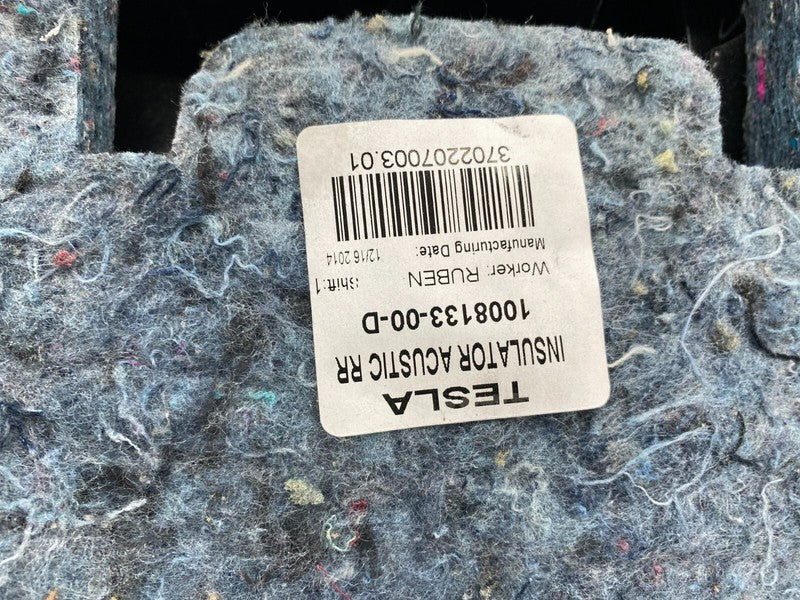 TESLA
INSULATOR ACUSTIC RR
1008133-00-D
Worker: RUBEN Shift:1
Manufacturing Date: 12/16 2014
3702207003.01